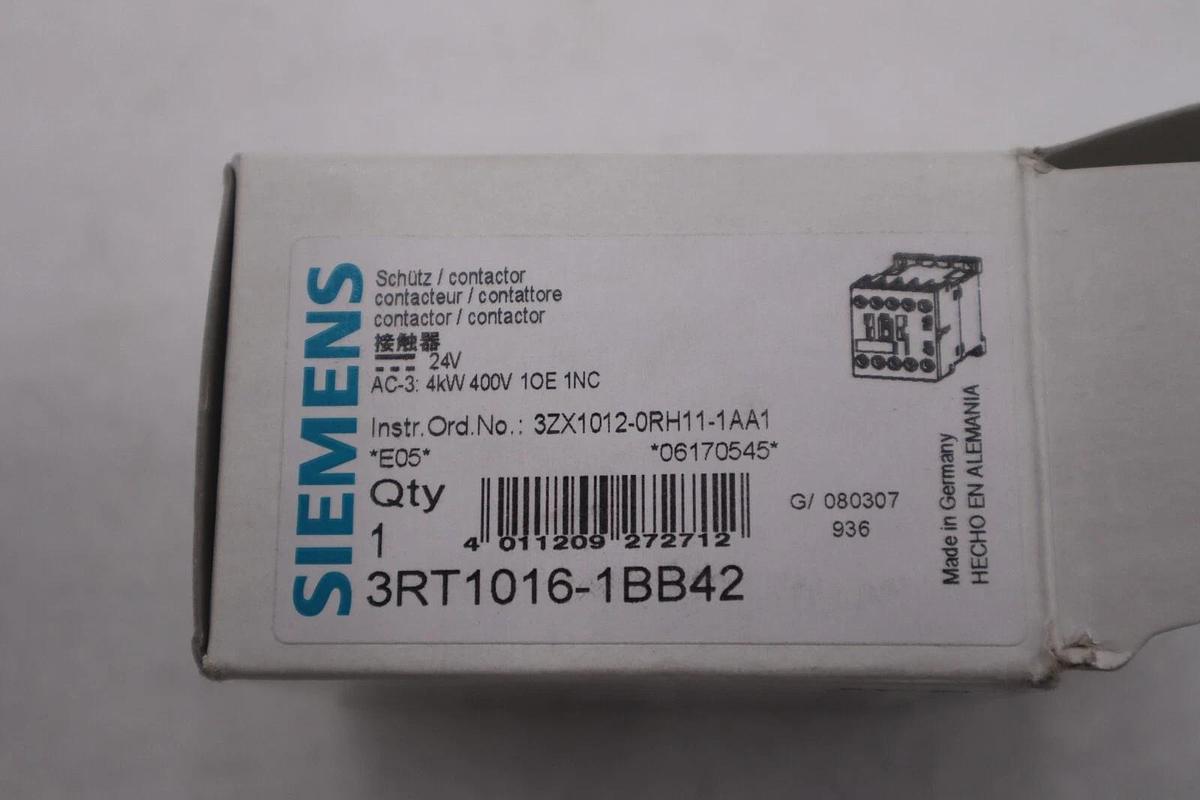 SIEMENS
Schütz / contactor
contacteur / contattore
contactor / contactor
接触器
24V
AC-3: 4kW 400V 1OE 1NC
Instr.Ord.No.: 3ZX1012-0RH11-1AA1
*E05* *06170545*
Qty
1
4 011209 272712
G/ 080307
936
3RT1016-1BB42
Made in Germany
HECHO EN ALEMANIA